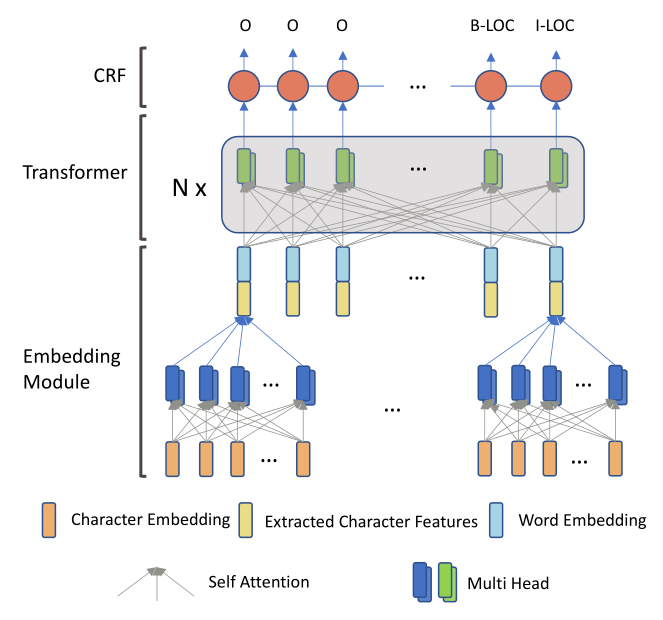 O O O B-LOC I-LOC
CRF
...
Transformer
...
N x
...
Embedding
Module
... ...
...
... ...
Character Embedding Extracted Character Features Word Embedding
Self Attention Multi Head